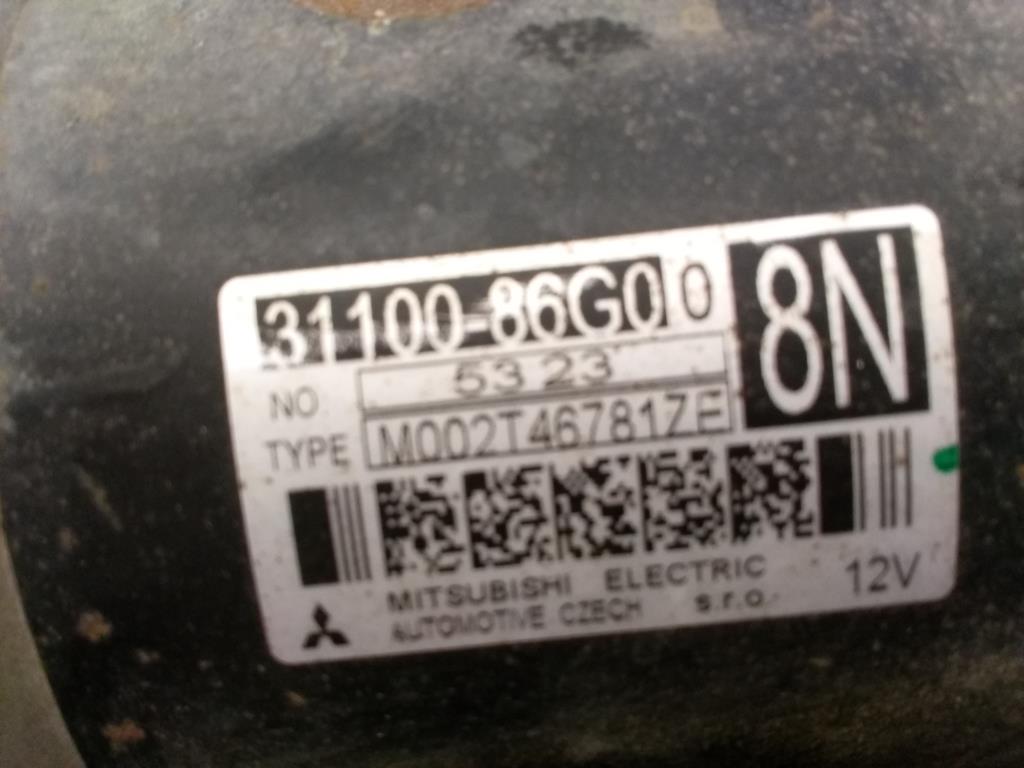 31100-86G00
8N
NO 5323
TYPE M002T46781ZE
MITSUBISHI ELECTRIC
AUTOMOTIVE CZECH s.r.o.
12V